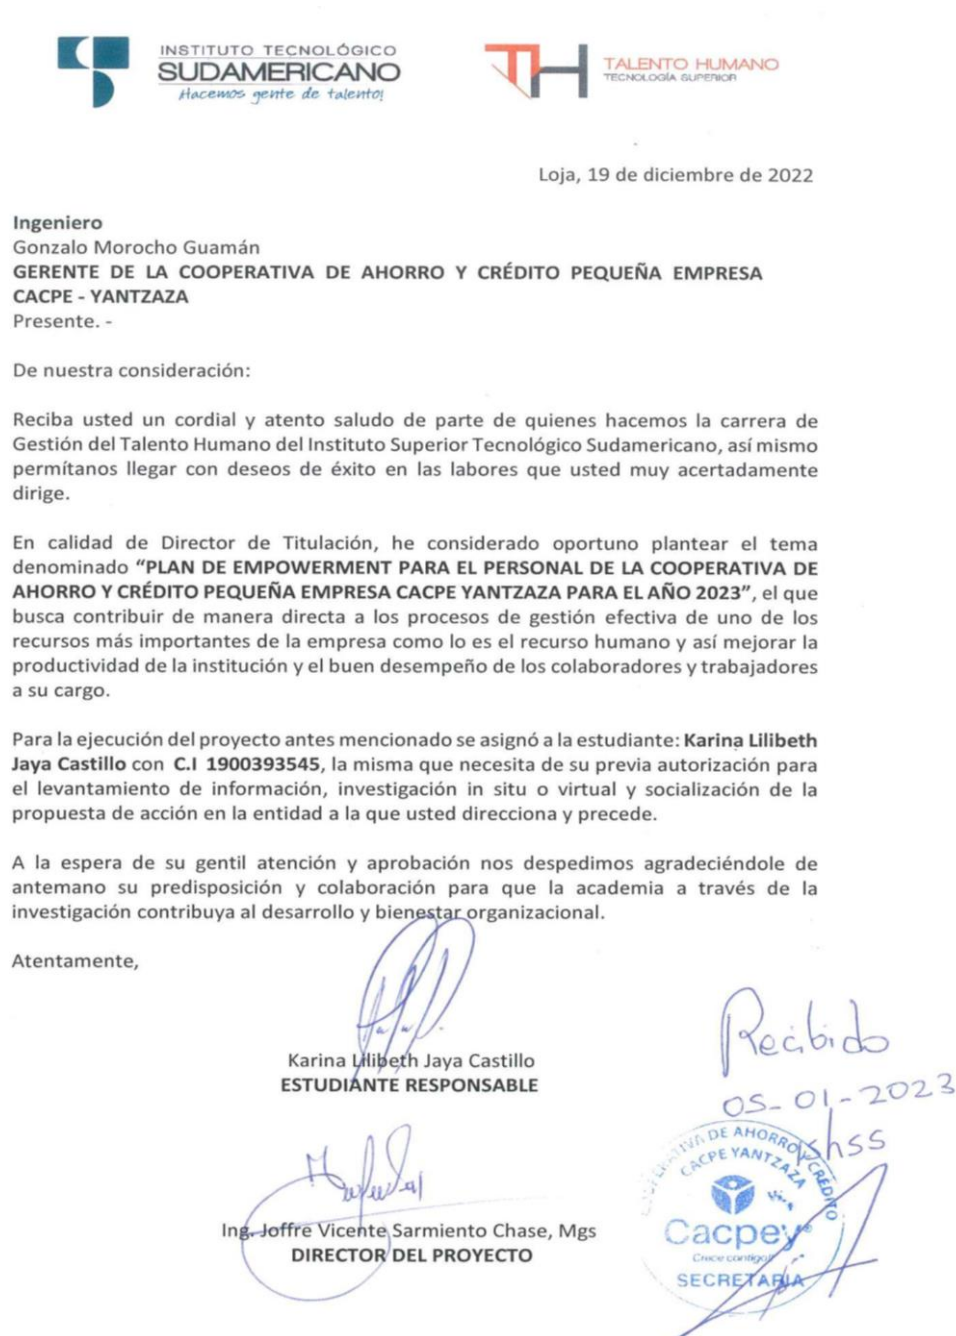 INSTITUTO TECNOLÓGICO
SUDAMERICANO
Hacemos gente de talento!
TH
TALENTO HUMANO
TECNOLOGÍA SUPERIOR
Loja, 19 de diciembre de 2022
Ingeniero
Gonzalo Morocho Guamán
GERENTE DE LA COOPERATIVA DE AHORRO Y CRÉDITO PEQUEÑA EMPRESA
CACPE - YANTZAZA
Presente. -
De nuestra consideración:
Reciba usted un cordial y atento saludo de parte de quienes hacemos la carrera de
Gestión del Talento Humano del Instituto Superior Tecnológico Sudamericano, así mismo
permítanos llegar con deseos de éxito en las labores que usted muy acertadamente
dirige.
En calidad de Director de Titulación, he considerado oportuno plantear el tema
denominado “PLAN DE EMPOWERMENT PARA EL PERSONAL DE LA COOPERATIVA DE
AHORRO Y CRÉDITO PEQUEÑA EMPRESA CACPE YANTZAZA PARA EL AÑO 2023”, el que
busca contribuir de manera directa a los procesos de gestión efectiva de uno de los
recursos más importantes de la empresa como lo es el recurso humano y así mejorar la
productividad de la institución y el buen desempeño de los colaboradores y trabajadores
a su cargo.
Para la ejecución del proyecto antes mencionado se asignó a la estudiante: Karina Lilibeth
Jaya Castillo con C.I 1900393545, la misma que necesita de su previa autorización para
el levantamiento de información, investigación in situ o virtual y socialización de la
propuesta de acción en la entidad a la que usted direcciona y precede.
A la espera de su gentil atención y aprobación nos despedimos agradeciéndole de
antemano su predisposición y colaboración para que la academia a través de la
investigación contribuya al desarrollo y bienestar organizacional.
Atentamente,
Karina Lilibeth Jaya Castillo
ESTUDIANTE RESPONSABLE
Recibido
05-01-2023
Ing. Joffre Vicente Sarmiento Chase, Mgs
DIRECTOR DEL PROYECTO
DE AHORRO Y CRÉDITO
CACPE YANTZAZA
Cacpey
Crece contigo!
SECRETARIA